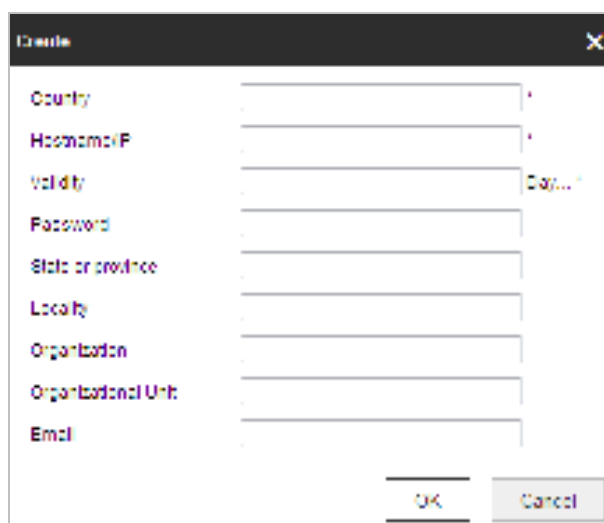 Create
Country *
Hostname/IP *
Validity Day... *
Password
State or province
Locality
Organization
Organizational Unit
Email
OK Cancel